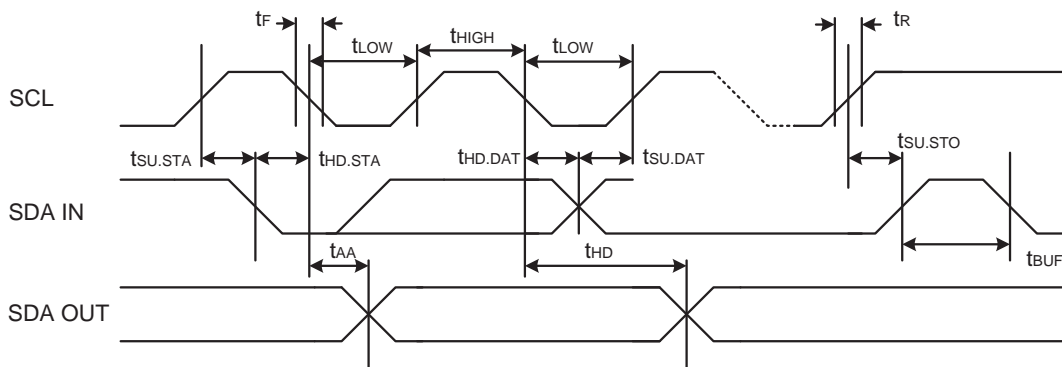 tF
tLOW
tHIGH
tLOW
tR
SCL
tSU.STA
tHD.STA
tHD.DAT
tSU.DAT
tSU.STO
SDA IN
tAA
tHD
tBUF
SDA OUT